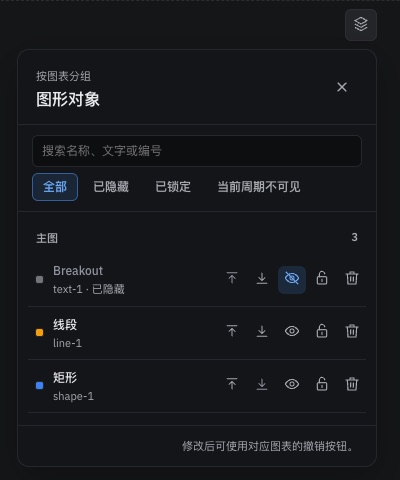 按图表分组
图形对象
搜索名称、文字或编号
全部 已隐藏 已锁定 当前周期不可见
主图 3
Breakout
text-1 · 已隐藏
线段
line-1
矩形
shape-1
修改后可使用对应图表的撤销按钮。